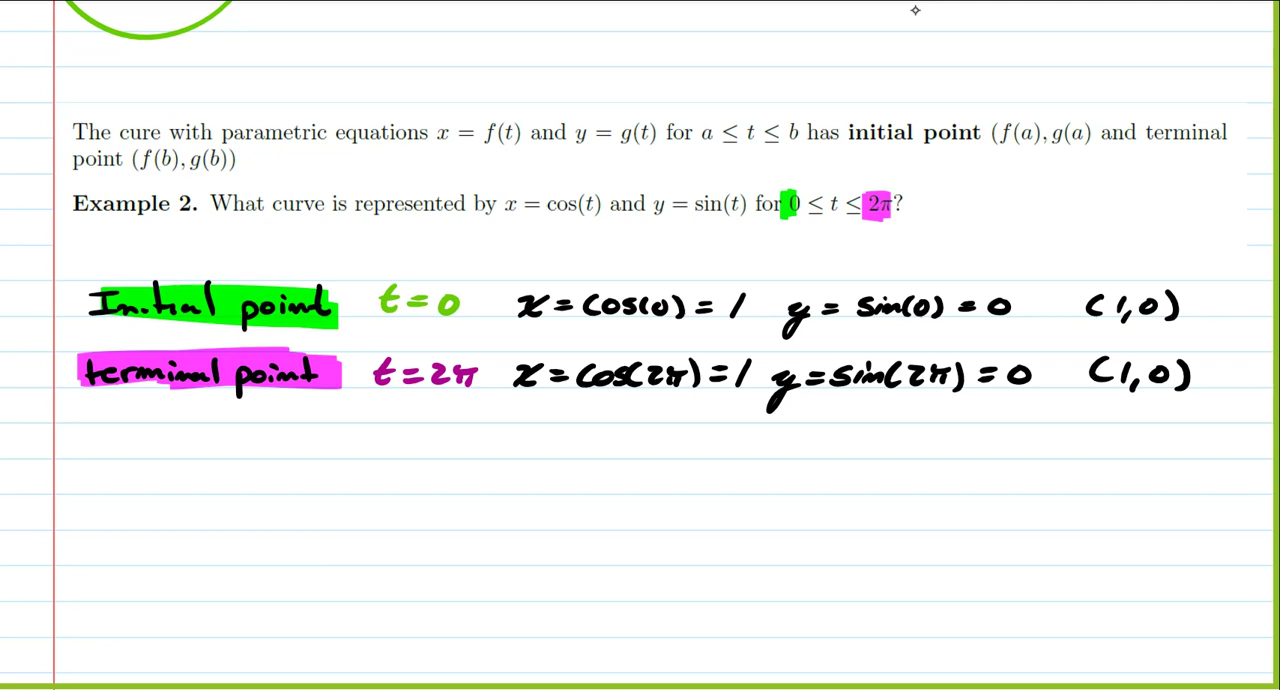 The cure with parametric equations x = f(t) and y = g(t) for a ≤ t ≤ b has initial point (f(a), g(a) and terminal
point (f(b), g(b))
Example 2. What curve is represented by x = cos(t) and y = sin(t) for 0 ≤ t ≤ 2π?
Initial point t=0 x = cos(0) = 1 y = sin(0) = 0 (1,0)
terminal point t=2π x = cos(2π) = 1 y = sin(2π) = 0 (1,0)